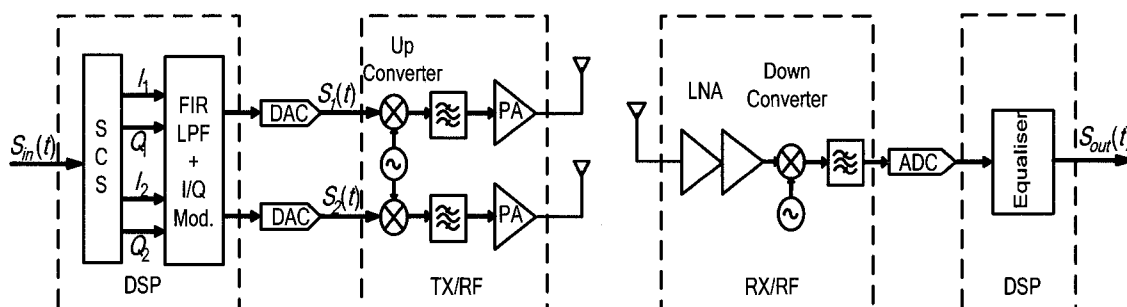 S_in(t)
S
C
S
I_1
Q_1
I_2
Q_2
FIR
LPF
+
I/Q
Mod.
DSP
DAC
S_1(t)
DAC
S_2(t)
Up
Converter
PA
PA
TX/RF
LNA
Down
Converter
RX/RF
ADC
Equaliser
S_out(t)
DSP